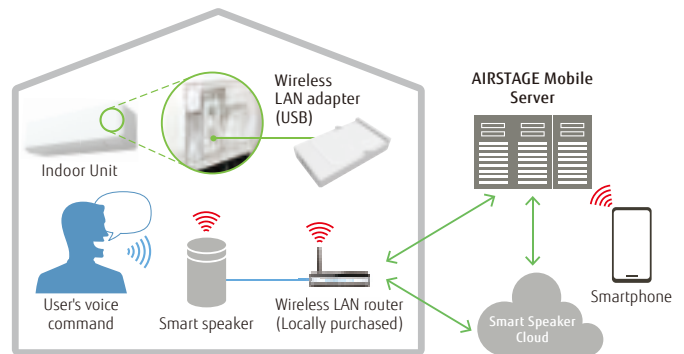 Wireless
LAN adapter
(USB)
Indoor Unit
AIRSTAGE Mobile
Server
User's voice
command
Smart speaker
Wireless LAN router
(Locally purchased)
Smart Speaker
Cloud
Smartphone